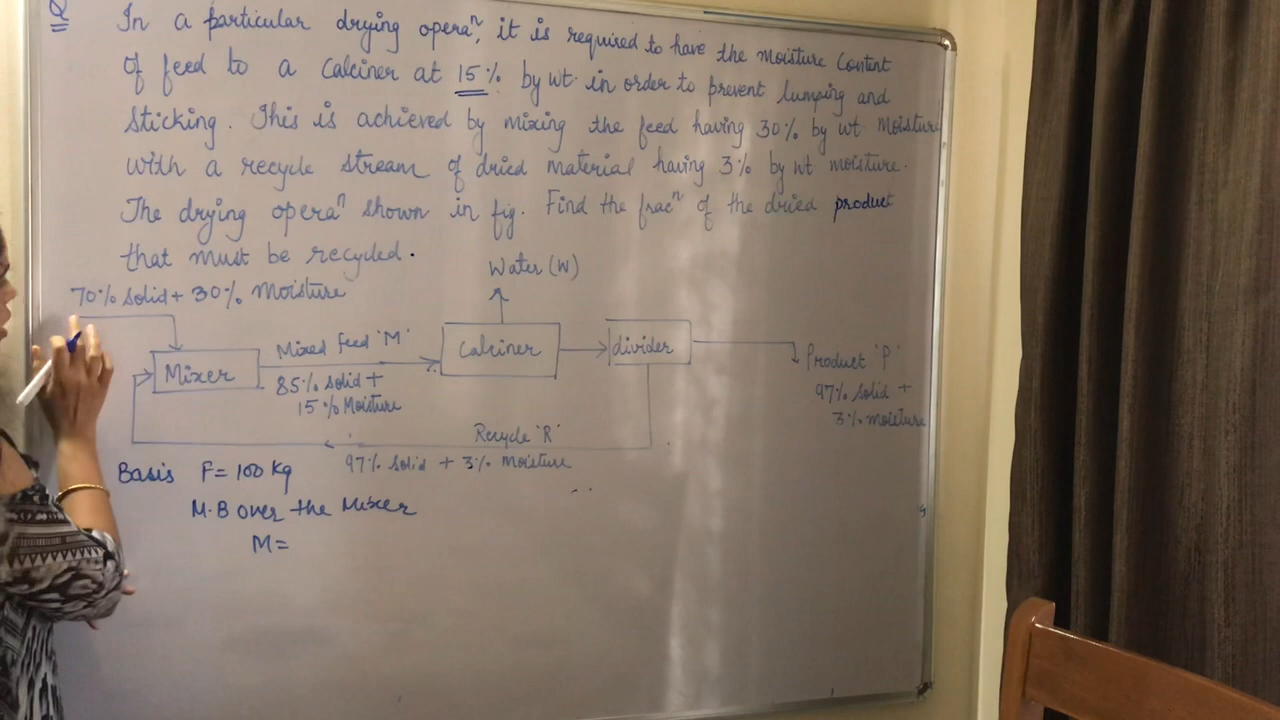 Q In a particular drying operaⁿ, it is required to have the moisture content
of feed to a calciner at 15% by wt in order to prevent lumping and
sticking. This is achieved by mixing the feed having 30% by wt moisture
with a recycle stream of dried material having 3% by wt moisture.
The drying operaⁿ shown in fig. Find the fracⁿ of the dried product
that must be recycled.
Water (W)
70% Solid + 30% Moisture
Mixer
Mixed feed 'M'
85% Solid +
15% Moisture
Calciner
divider
Product 'P'
97% Solid +
3% moisture
Recycle 'R'
97% Solid + 3% Moisture
Basis F = 100 Kg
M.B over the Mixer
M =